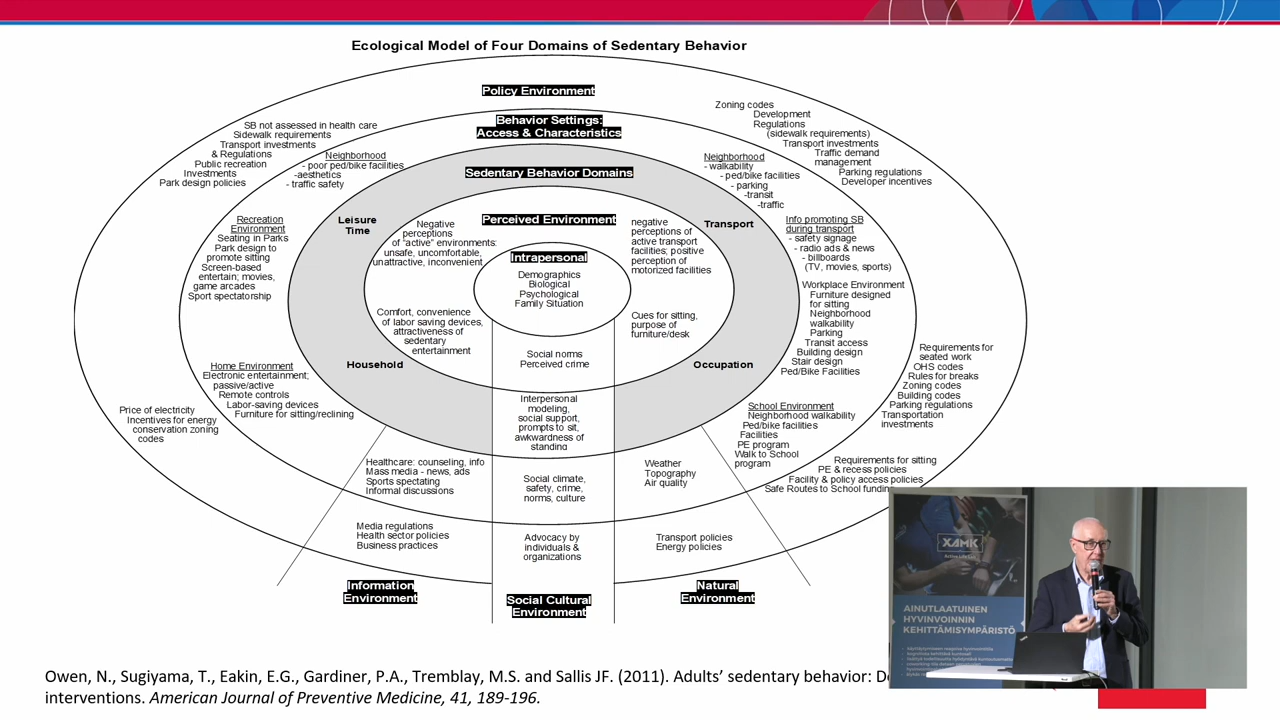 Ecological Model of Four Domains of Sedentary Behavior
Policy Environment
Behavior Settings:
Access & Characteristics
Sedentary Behavior Domains
Perceived Environment
Intrapersonal
Demographics
Biological
Psychological
Family Situation
SB not assessed in health care
Sidewalk requirements
Transport investments
& Regulations
Public recreation
Investments
Park design policies
Neighborhood
- poor ped/bike facilities
-aesthetics
- traffic safety
Recreation
Environment
Seating in Parks
Park design to
promote sitting
Screen-based
entertain; movies,
game arcades
Sport spectatorship
Leisure
Time
Negative
perceptions
of "active" environments:
unsafe, uncomfortable,
unattractive, inconvenient
Comfort, convenience
of labor saving devices,
attractiveness of
sedentary
entertainment
Household
Home Environment
Electronic entertainment;
passive/active
Remote controls
Labor-saving devices
Furniture for sitting/reclining
Price of electricity
Incentives for energy
conservation zoning
codes
Zoning codes
Development
Regulations
(sidewalk requirements)
Transport investments
Traffic demand
management
Parking regulations
Developer incentives
Neighborhood
- walkability
- ped/bike facilities
- parking
-transit
-traffic
Transport
negative
perceptions of
active transport
facilities; positive
perception of
motorized facilities
Info promoting SB
during transport
- safety signage
- radio ads & news
- billboards
(TV, movies, sports)
Workplace Environment
Furniture designed
for sitting
Neighborhood
walkability
Parking
Transit access
Building design
Stair design
Ped/Bike Facilities
Cues for sitting,
purpose of
furniture/desk
Occupation
School Environment
Neighborhood walkability
Ped/bike facilities
Facilities
PE program
Walk to School
program
Requirements for
seated work
OHS codes
Rules for breaks
Zoning codes
Building codes
Parking regulations
Transportation
investments
Requirements for sitting
PE & recess policies
Facility & policy access policies
Safe Routes to School funding
Social norms
Perceived crime
Interpersonal
modeling,
social support,
prompts to sit,
awkwardness of
standing
Healthcare: counseling, info
Mass media - news, ads
Sports spectating
Informal discussions
Social climate,
safety, crime,
norms, culture
Weather
Topography
Air quality
Media regulations
Health sector policies
Business practices
Advocacy by
individuals &
organizations
Transport policies
Energy policies
Information
Environment
Social Cultural
Environment
Natural
Environment
XAMK
Active Life Lab
AINUTLAATUINEN
HYVINVOINNIN
KEHITTÄMISYMPÄRISTÖ
Owen, N., Sugiyama, T., Eakin, E.G., Gardiner, P.A., Tremblay, M.S. and Sallis JF. (2011). Adults' sedentary behavior:
interventions. American Journal of Preventive Medicine, 41, 189-196.